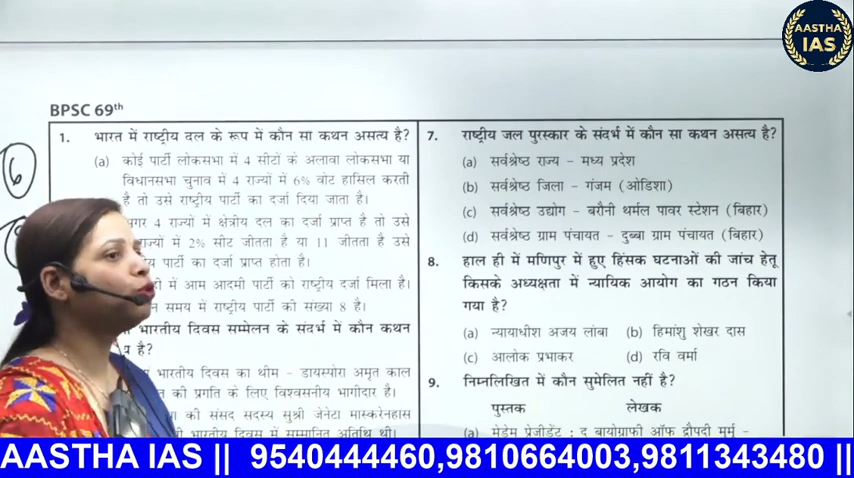 AASTHA
IAS
BPSC 69th
6
1. भारत में राष्ट्रीय दल के रूप में कौन सा कथन असत्य है?
(a) कोई पार्टी लोकसभा में 4 सीटों के अलावा लोकसभा या
विधानसभा चुनाव में 4 राज्यों में 6% वोट हासिल करती
है तो उसे राष्ट्रीय पार्टी का दर्जा दिया जाता है।
अगर 4 राज्यों में क्षेत्रीय दल का दर्जा प्राप्त है तो उसे
राज्यों में 2% सीट जीतता है या 11 जीतता है उसे
पार्टी का दर्जा प्राप्त होता है।
ही में आम आदमी पार्टी को राष्ट्रीय दर्जा मिला है।
समय में राष्ट्रीय पार्टी की संख्या 8 है।
भारतीय दिवस सम्मेलन के संदर्भ में कौन कथन
है?
भारतीय दिवस का थीम - डायस्पोरा अमृत काल
की प्रगति के लिए विश्वसनीय भागीदार है।
की संसद सदस्य सुश्री जेनेटा मास्करेनहास
भारतीय दिवस में सम्मानित अतिथि थी।
7. राष्ट्रीय जल पुरस्कार के संदर्भ में कौन सा कथन असत्य है?
(a) सर्वश्रेष्ठ राज्य - मध्य प्रदेश
(b) सर्वश्रेष्ठ जिला - गंजम (ओडिशा)
(c) सर्वश्रेष्ठ उद्योग - बरौनी थर्मल पावर स्टेशन (बिहार)
(d) सर्वश्रेष्ठ ग्राम पंचायत - दुब्बा ग्राम पंचायत (बिहार)
8. हाल ही में मणिपुर में हुए हिंसक घटनाओं की जांच हेतू
किसके अध्यक्षता में न्यायिक आयोग का गठन किया
गया है?
(a) न्यायाधीश अजय लांबा (b) हिमांशु शेखर दास
(c) आलोक प्रभाकर (d) रवि वर्मा
9. निम्नलिखित में कौन सुमेलित नहीं है?
पुस्तक लेखक
(a) मेडेम प्रेजीडेंट : द बायोग्राफी ऑफ द्रौपदी मुर्मू -
AASTHA IAS || 9540444460,9810664003,9811343480 ||